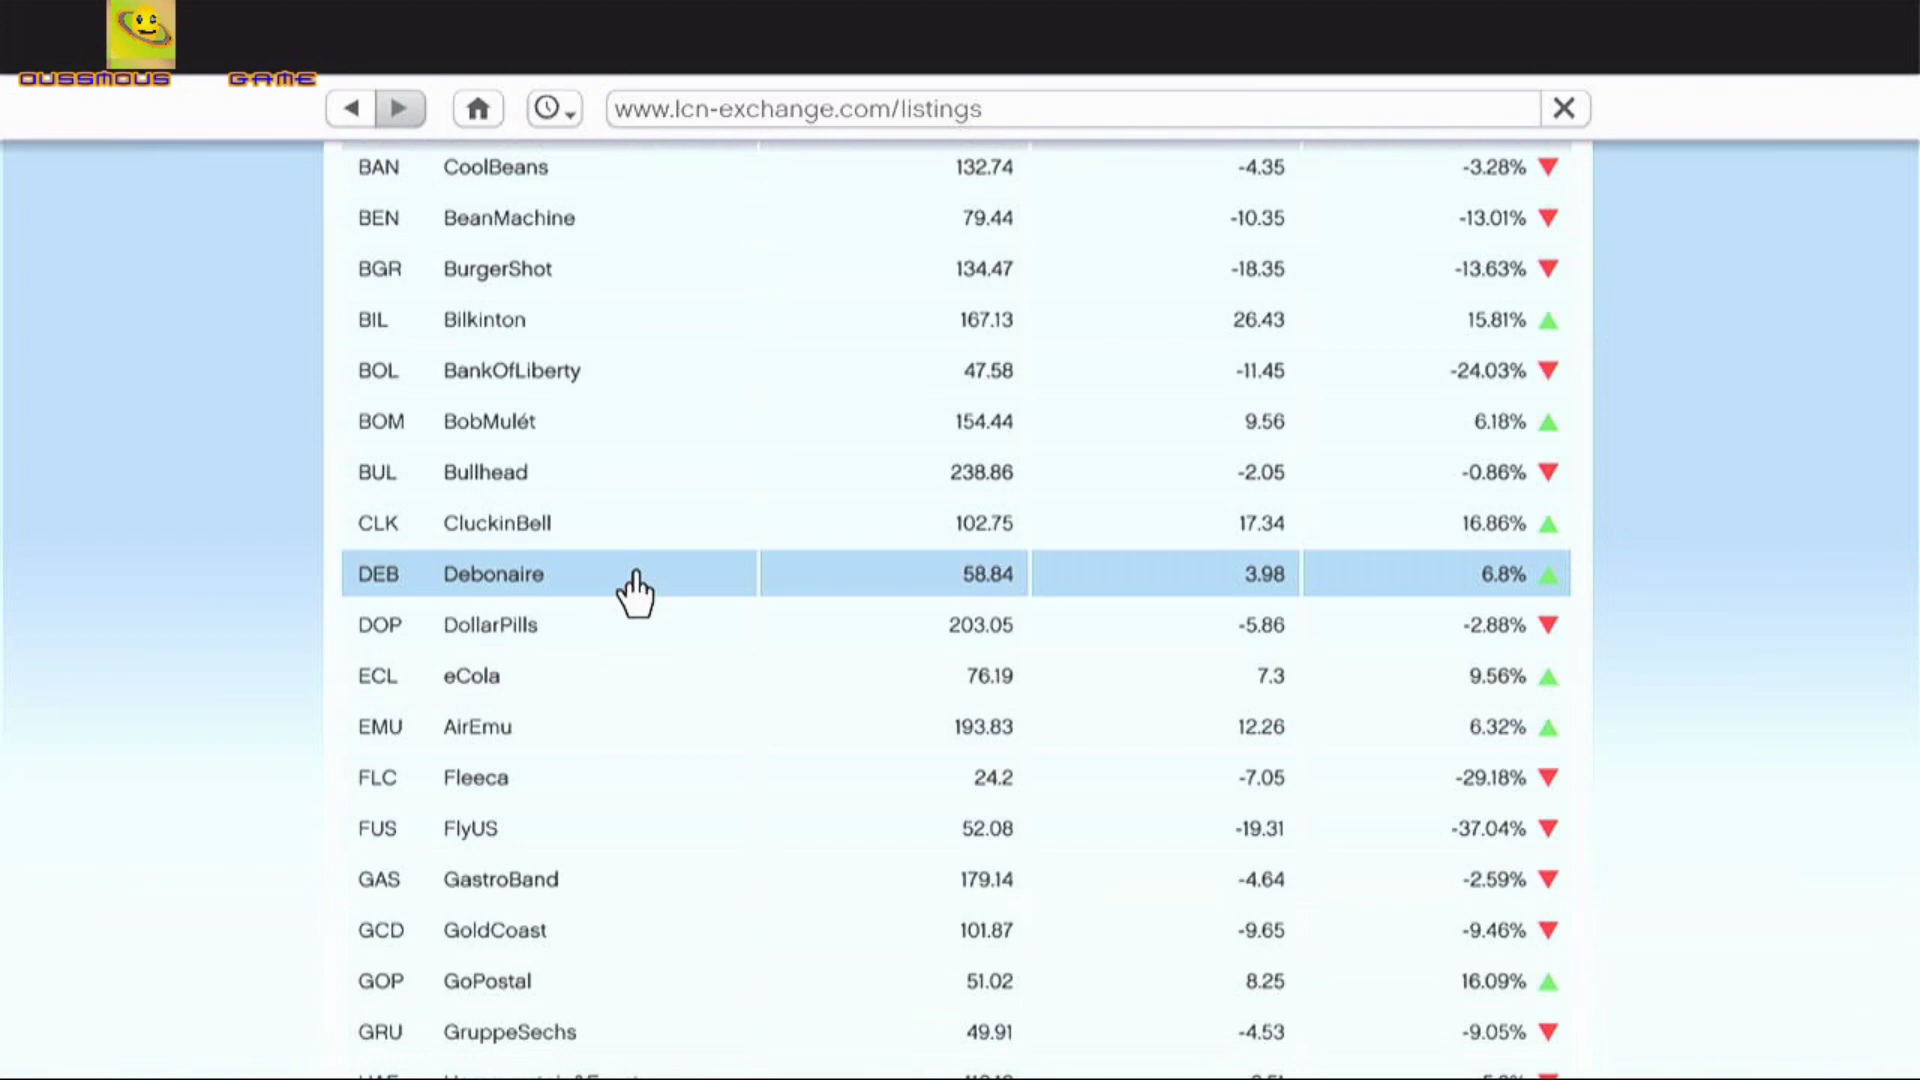 OUSSMOUS GAME
www.lcn-exchange.com/listings
BAN CoolBeans 132.74 -4.35 -3.28%
BEN BeanMachine 79.44 -10.35 -13.01%
BGR BurgerShot 134.47 -18.35 -13.63%
BIL Bilkinton 167.13 26.43 15.81%
BOL BankOfLiberty 47.58 -11.45 -24.03%
BOM BobMulét 154.44 9.56 6.18%
BUL Bullhead 238.86 -2.05 -0.86%
CLK CluckinBell 102.75 17.34 16.86%
DEB Debonaire 58.84 3.98 6.8%
DOP DollarPills 203.05 -5.86 -2.88%
ECL eCola 76.19 7.3 9.56%
EMU AirEmu 193.83 12.26 6.32%
FLC Fleeca 24.2 -7.05 -29.18%
FUS FlyUS 52.08 -19.31 -37.04%
GAS GastroBand 179.14 -4.64 -2.59%
GCD GoldCoast 101.87 -9.65 -9.46%
GOP GoPostal 51.02 8.25 16.09%
GRU GruppeSechs 49.91 -4.53 -9.05%